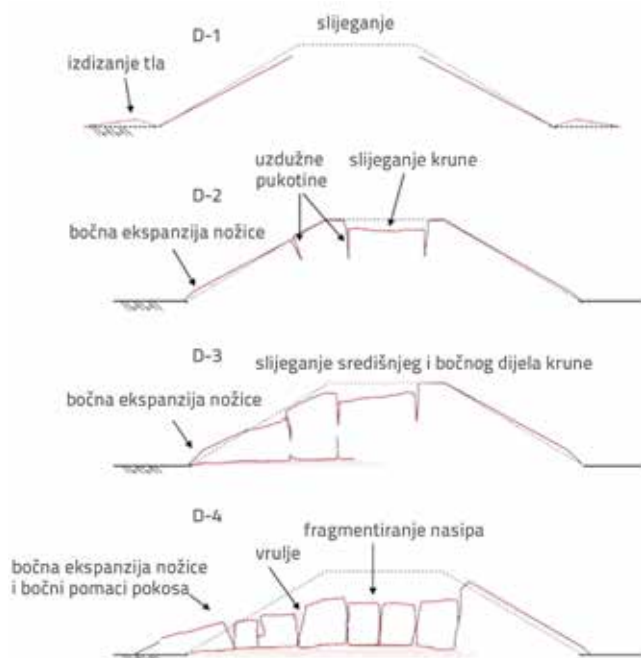 D-1
slijeganje
izdizanje tla
D-2
uzdužne
pukotine
slijeganje krune
bočna ekspanzija nožice
D-3
slijeganje središnjeg i bočnog dijela krune
bočna ekspanzija nožice
D-4
fragmentiranje nasipa
vrulje
bočna ekspanzija nožice
i bočni pomaci pokosa